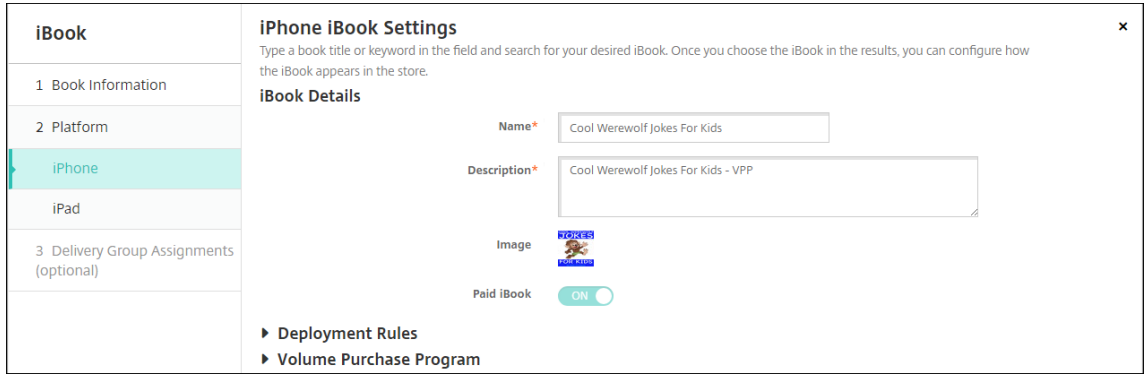 iBook
1 Book Information
2 Platform
iPhone
iPad
3 Delivery Group Assignments
(optional)
iPhone iBook Settings
Type a book title or keyword in the field and search for your desired iBook. Once you choose the iBook in the results, you can configure how
the iBook appears in the store.
iBook Details
Name*
Cool Werewolf Jokes For Kids
Description*
Cool Werewolf Jokes For Kids - VPP
Image
JOKES
FOR KIDS
Paid iBook
ON
Deployment Rules
Volume Purchase Program